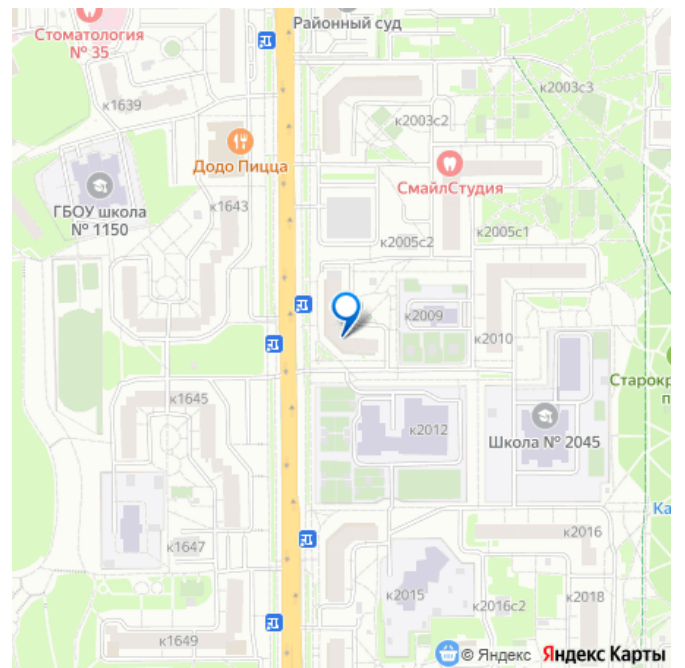 Стоматология
№ 35
Районный суд
к1639
к2003с3
к2003с2
Додо Пицца
СмайлСтудия
ГБОУ школа
№ 1150
к1643
к2005с2
к2005с1
к2009
к2010
Старокр
п
к1645
к2012
Школа № 2045
Ка
к2016
к1647
к2015
к2016с2
к2018
к1649
© Яндекс Яндекс Карты